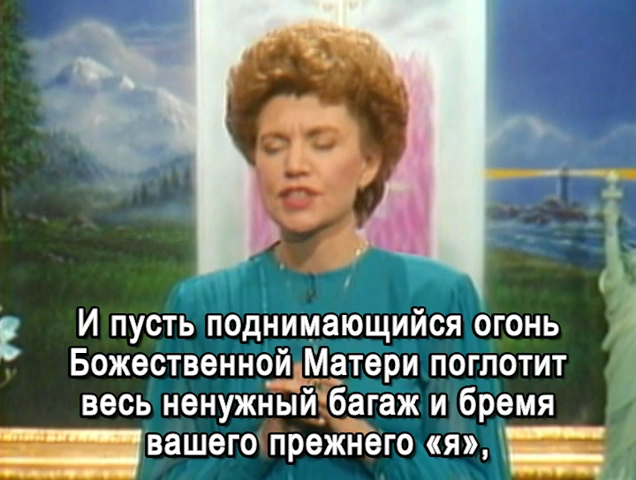 И пусть поднимающийся огонь
Божественной Матери поглотит
весь ненужный багаж и бремя
вашего прежнего «я»,